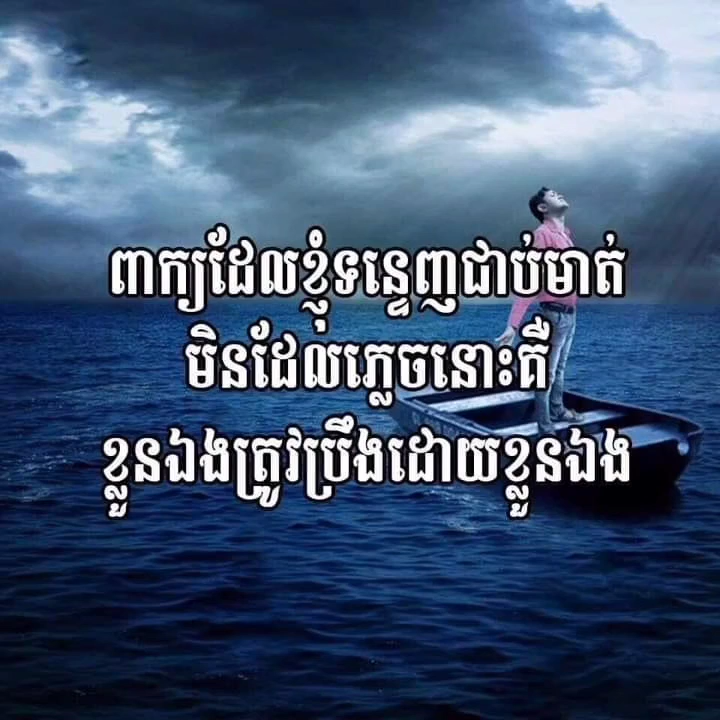 ពាក្យដែលខ្ញុំទន្ទេញជាប់មាត់
មិនដែលភ្លេចនោះគឺ
ខ្លួនឯងត្រូវប្រឹងដោយខ្លួនឯង